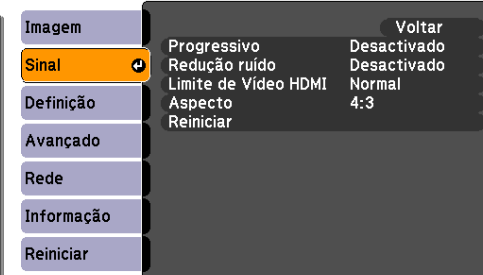 Imagem
Sinal
Definição
Avançado
Rede
Informação
Reiniciar
Voltar
Progressivo Desactivado
Redução ruído Desactivado
Limite de Vídeo HDMI Normal
Aspecto 4:3
Reiniciar